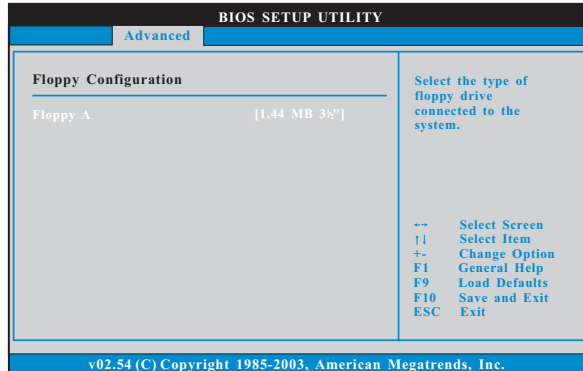 BIOS SETUP UTILITY
Advanced
Floppy Configuration
Floppy A [1.44 MB 3½"]
Select the type of
floppy drive
connected to the
system.
←→ Select Screen
↑↓ Select Item
+- Change Option
F1 General Help
F9 Load Defaults
F10 Save and Exit
ESC Exit
v02.54 (C) Copyright 1985-2003, American Megatrends, Inc.